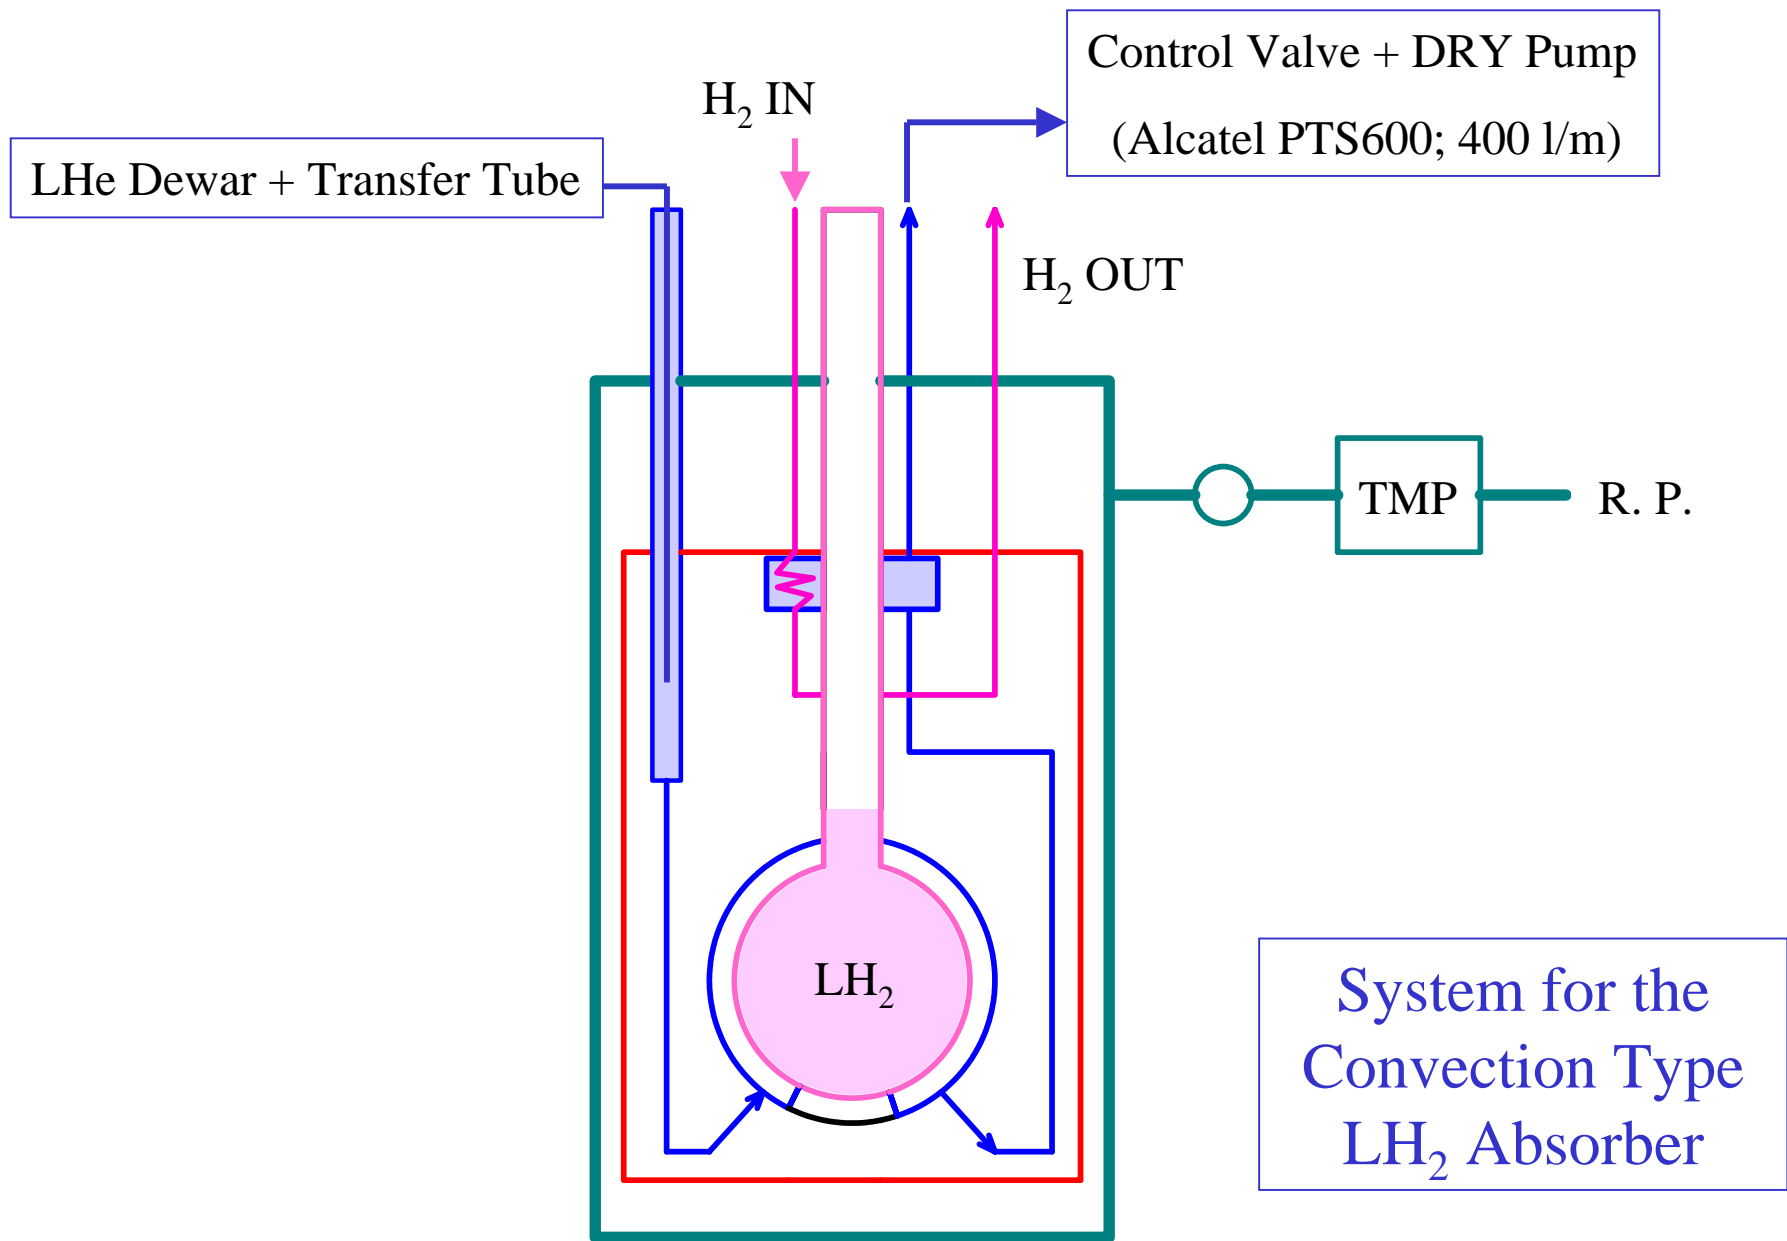 Control Valve + DRY Pump
(Alcatel PTS600; 400 l/m)
H₂ IN
LHe Dewar + Transfer Tube
H₂ OUT
TMP
R. P.
LH₂
System for the
Convection Type
LH₂ Absorber